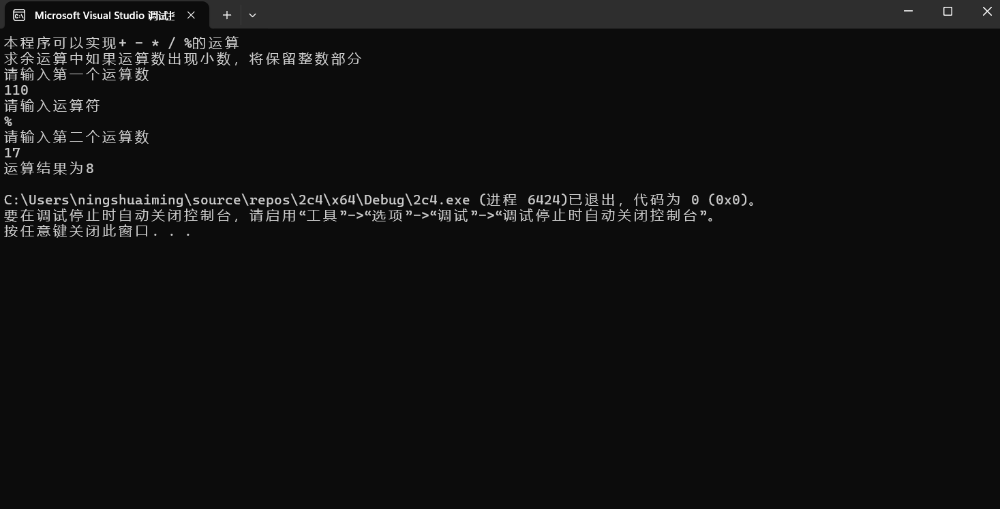 Microsoft Visual Studio 调试
本程序可以实现+ - * / %的运算
求余运算中如果运算数出现小数，将保留整数部分
请输入第一个运算数
110
请输入运算符
%
请输入第二个运算数
17
运算结果为8
C:\Users\ningshuaiming\source\repos\2c4\x64\Debug\2c4.exe (进程 6424)已退出，代码为 0 (0x0)。
要在调试停止时自动关闭控制台，请启用“工具”->“选项”->“调试”->“调试停止时自动关闭控制台”。
按任意键关闭此窗口. . .